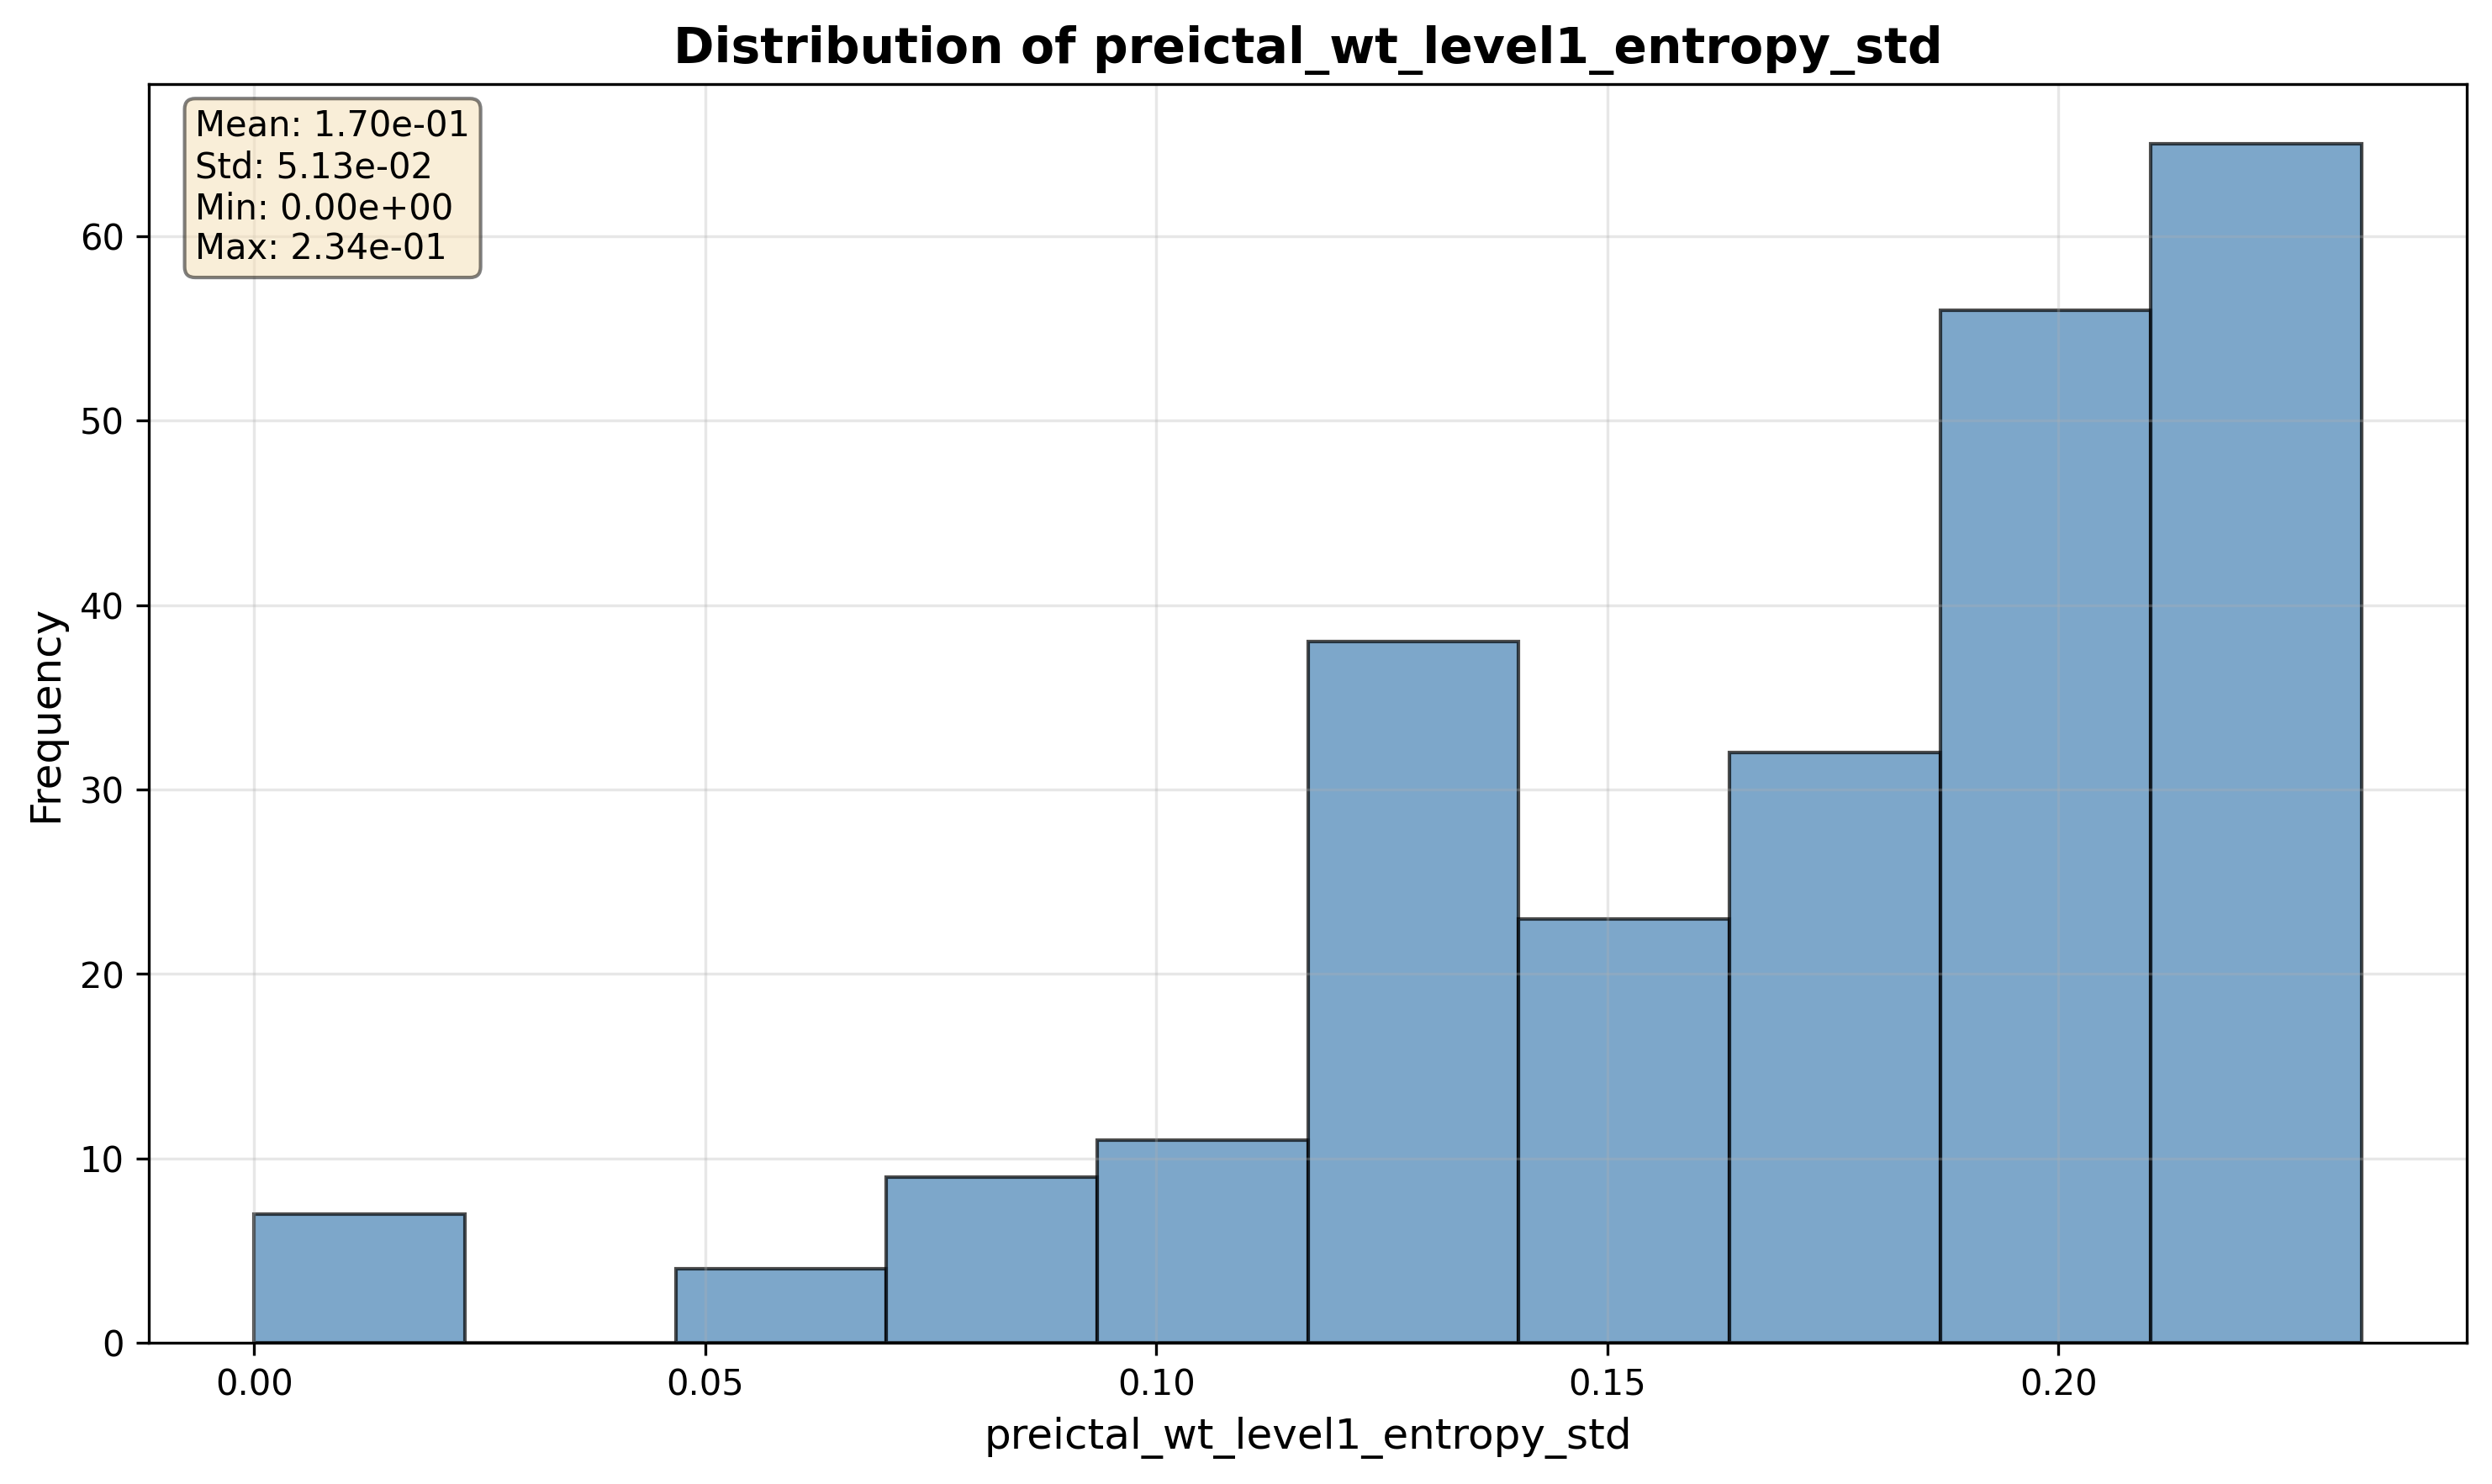 Distribution of preictal_wt_level1_entropy_std
Mean: 1.70e-01
Std: 5.13e-02
Min: 0.00e+00
Max: 2.34e-01
Frequency
60
50
40
30
20
10
0
0.00 0.05 0.10 0.15 0.20
preictal_wt_level1_entropy_std